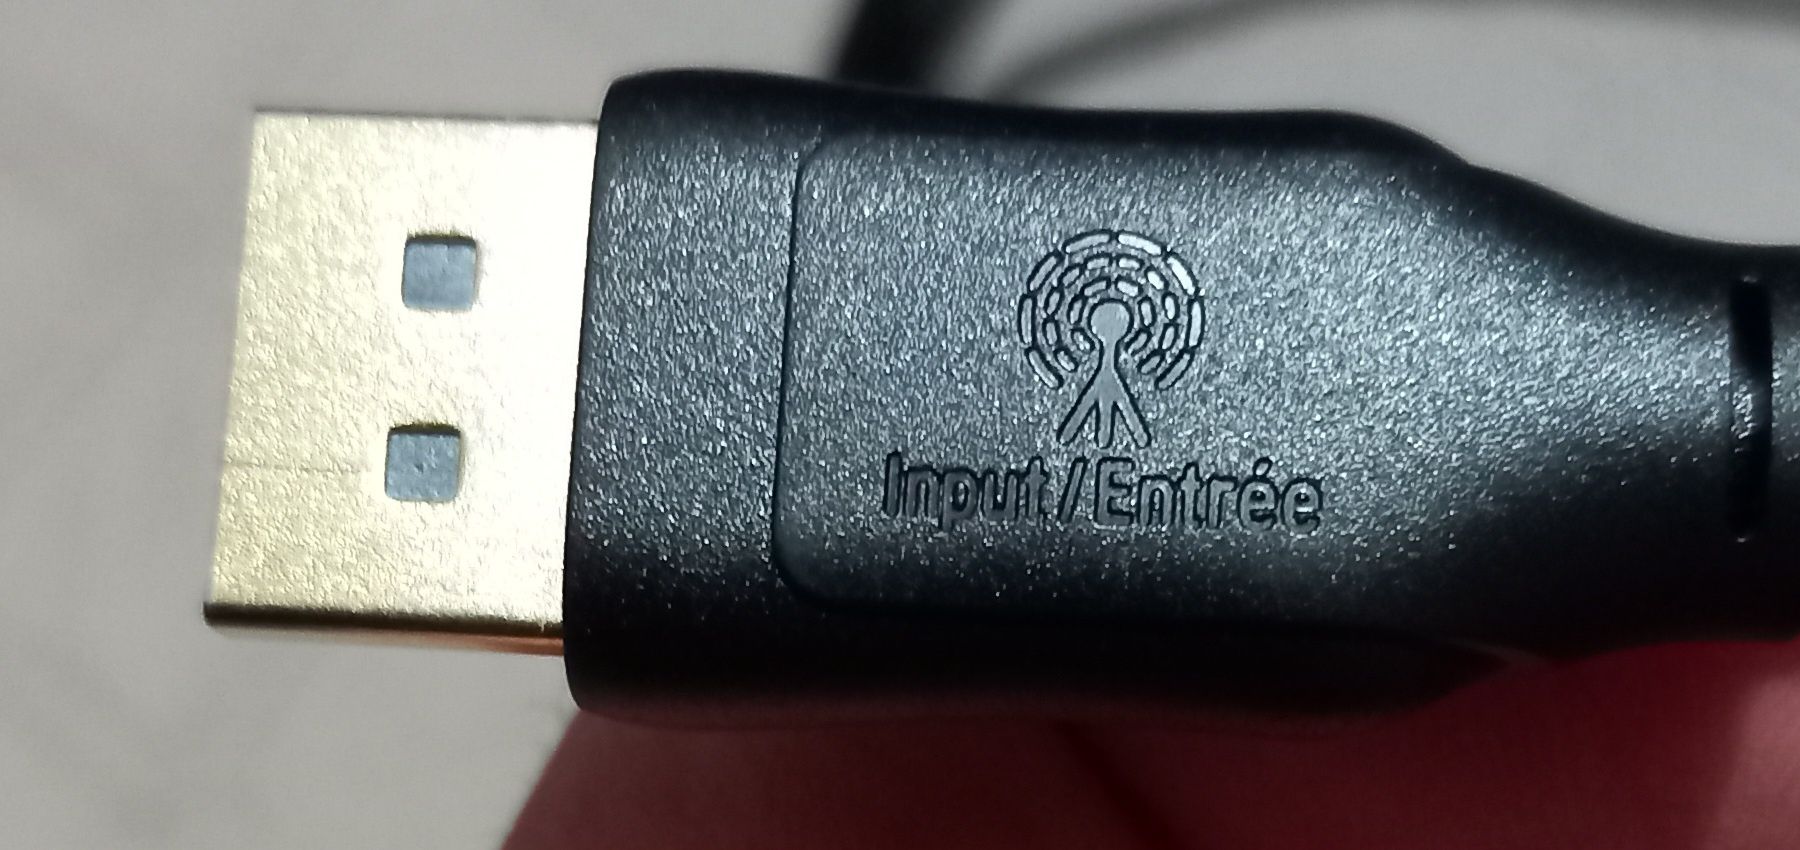 Input / Entrée